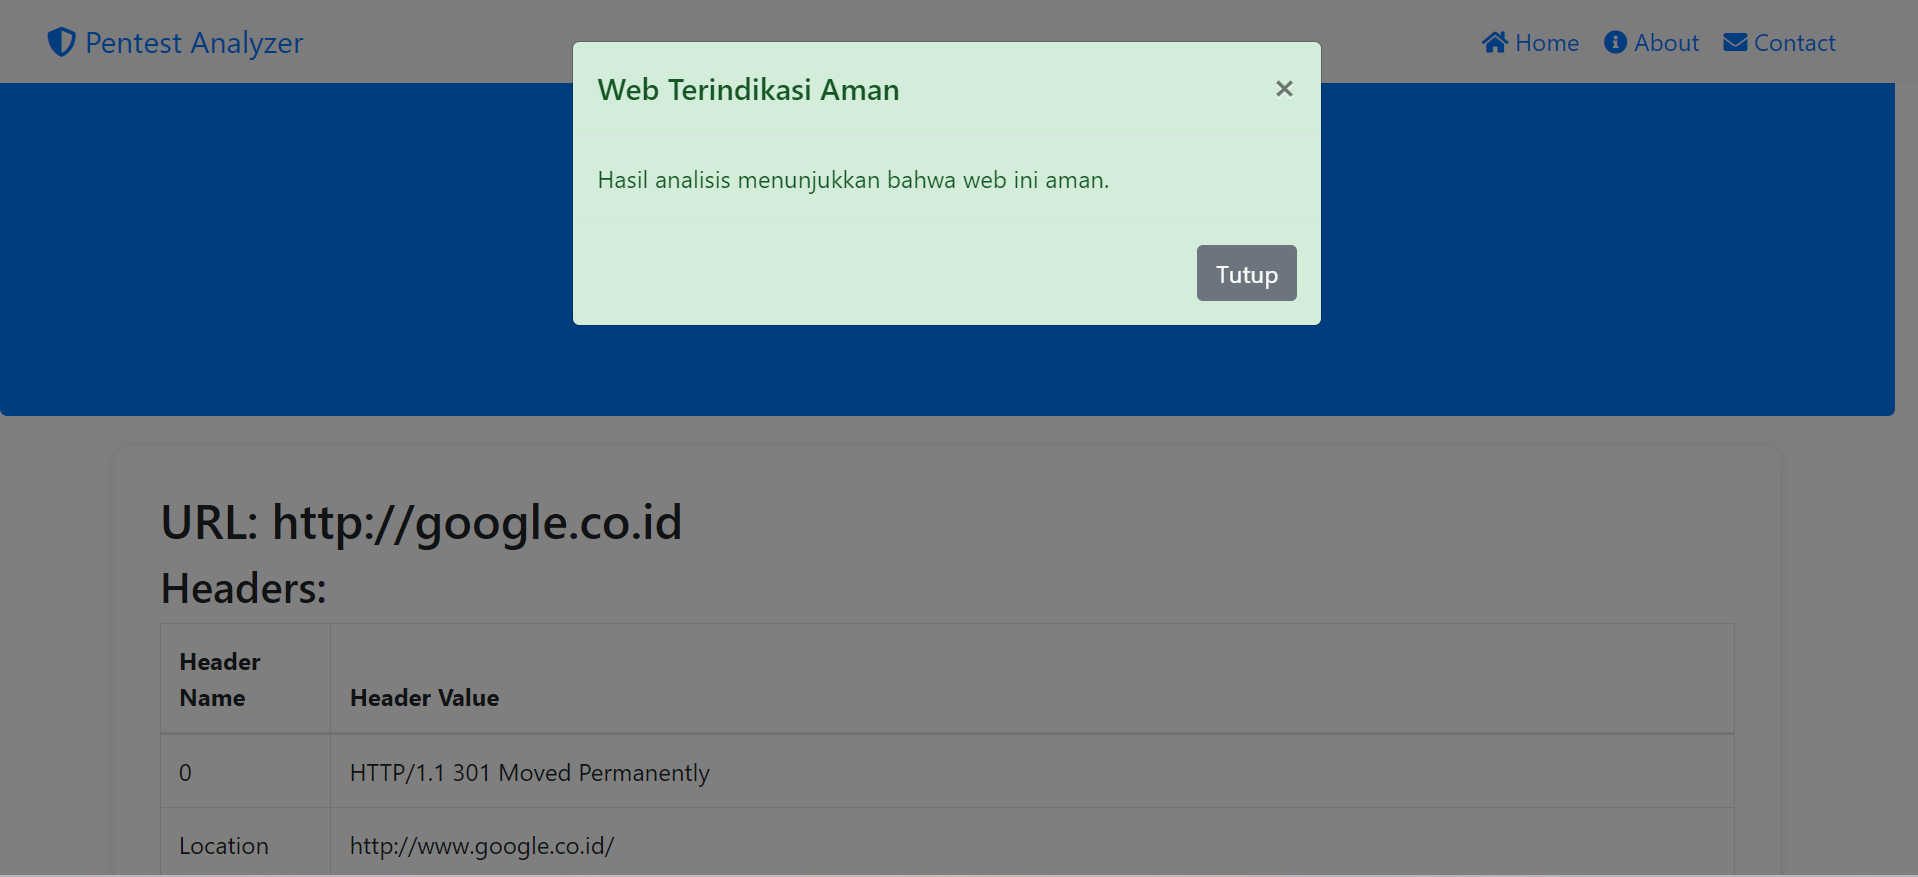 Pentest Analyzer
Home
About
Contact
Web Terindikasi Aman
×
Hasil analisis menunjukkan bahwa web ini aman.
Tutup
URL: http://google.co.id
Headers:
Header
Name
Header Value
0
HTTP/1.1 301 Moved Permanently
Location
http://www.google.co.id/